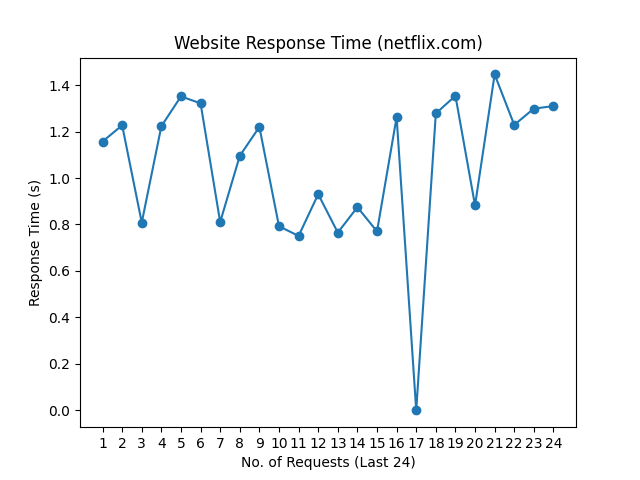 Website Response Time (netflix.com)
Response Time (s)
1.4
1.2
1.0
0.8
0.6
0.4
0.2
0.0
1 2 3 4 5 6 7 8 9 10 11 12 13 14 15 16 17 18 19 20 21 22 23 24
No. of Requests (Last 24)